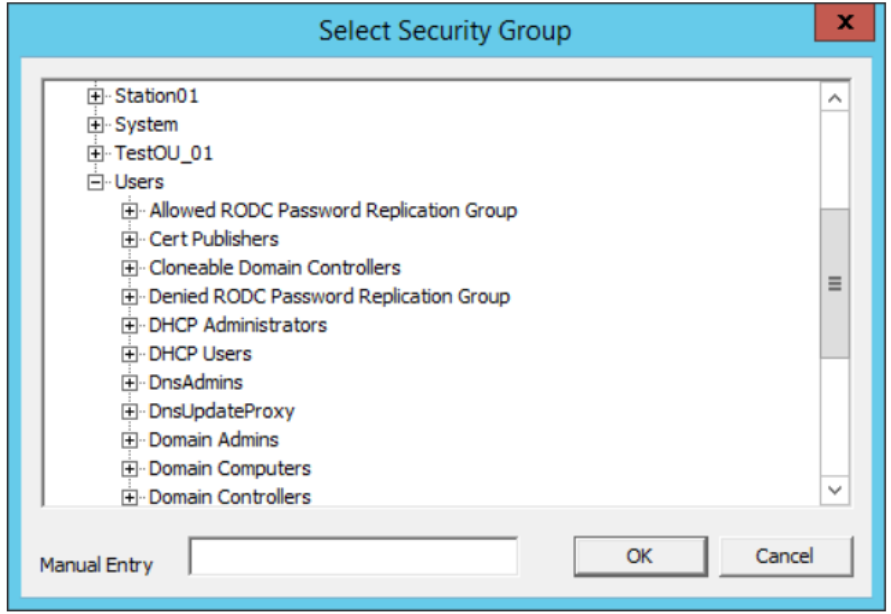 Select Security Group
x
Station01
System
TestOU_01
Users
Allowed RODC Password Replication Group
Cert Publishers
Cloneable Domain Controllers
Denied RODC Password Replication Group
DHCP Administrators
DHCP Users
DnsAdmins
DnsUpdateProxy
Domain Admins
Domain Computers
Domain Controllers
Manual Entry OK Cancel